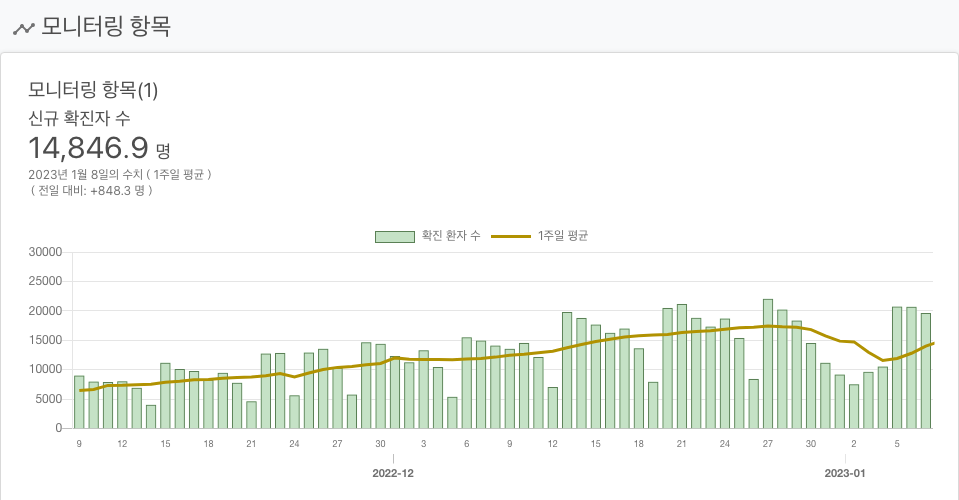 모니터링 항목
모니터링 항목(1)
신규 확진자 수
14,846.9 명
2023년 1월 8일의 수치 ( 1주일 평균 )
( 전일 대비: +848.3 명 )
확진 환자 수 1주일 평균
30000
25000
20000
15000
10000
5000
0
9 12 15 18 21 24 27 30 3 6 9 12 15 18 21 24 27 30 2 5
2022-12 2023-01